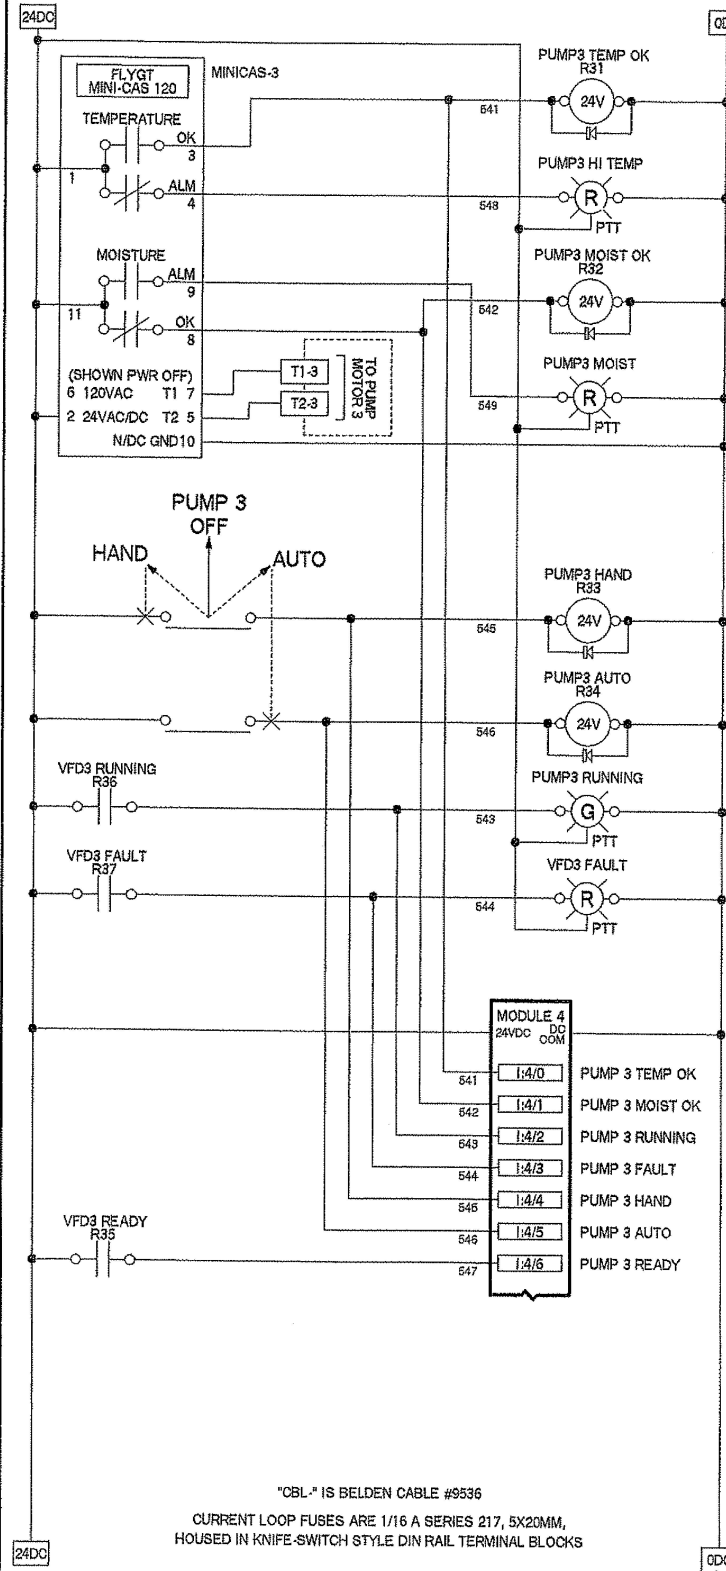 24DC
0D
FLYGT
MINI-CAS 120
MINICAS-3
PUMP3 TEMP OK
R31
24V
541
TEMPERATURE
OK
3
1
ALM
4
PUMP3 HI TEMP
R
548
PTT
MOISTURE
ALM
9
PUMP3 MOIST OK
R32
24V
542
11
OK
8
PUMP3 MOIST
R
549
PTT
(SHOWN PWR OFF)
6 120VAC T1 7
2 24VAC/DC T2 5
N/DC GND10
T1-3
T2-3
TO PUMP
MOTOR 3
PUMP 3
OFF
HAND
AUTO
PUMP3 HAND
R33
24V
545
PUMP3 AUTO
R34
24V
546
VFD3 RUNNING
R36
PUMP3 RUNNING
G
543
PTT
VFD3 FAULT
R37
VFD3 FAULT
R
544
PTT
MODULE 4
24VDC DC
COM
541 I:4/0 PUMP 3 TEMP OK
542 I:4/1 PUMP 3 MOIST OK
543 I:4/2 PUMP 3 RUNNING
544 I:4/3 PUMP 3 FAULT
545 I:4/4 PUMP 3 HAND
546 I:4/5 PUMP 3 AUTO
VFD3 READY
R35
547 I:4/6 PUMP 3 READY
"CBL-" IS BELDEN CABLE #9536
CURRENT LOOP FUSES ARE 1/16 A SERIES 217, 5X20MM,
HOUSED IN KNIFE-SWITCH STYLE DIN RAIL TERMINAL BLOCKS
24DC
0DC